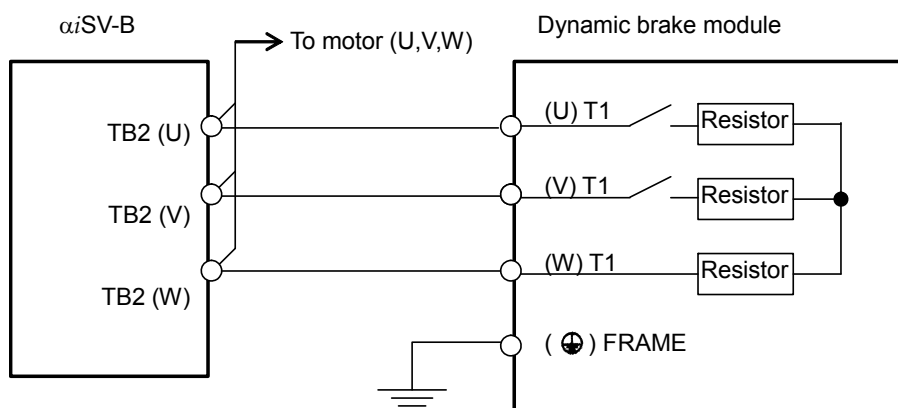 αiSV-B
To motor (U,V,W)
Dynamic brake module
TB2 (U)
(U) T1
Resistor
TB2 (V)
(V) T1
Resistor
TB2 (W)
(W) T1
Resistor
(⏚) FRAME